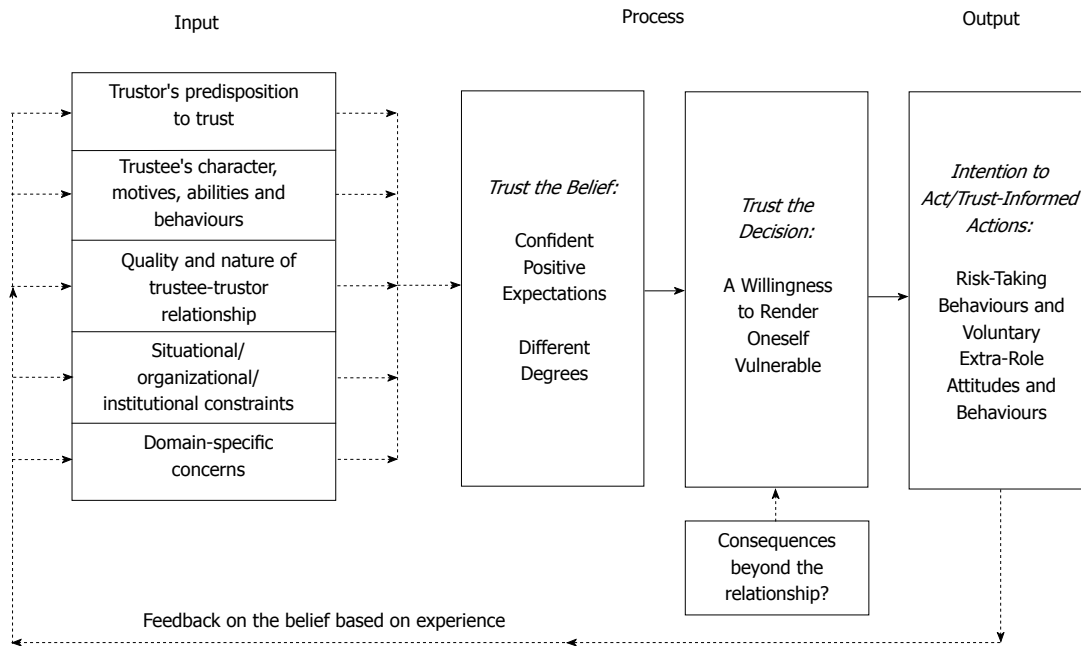 Input
Process
Output
Trustor's predisposition
to trust
Trustee's character,
motives, abilities and
behaviours
Quality and nature of
trustee-trustor
relationship
Situational/
organizational/
institutional constraints
Domain-specific
concerns
Trust the Belief:
Confident
Positive
Expectations
Different
Degrees
Trust the
Decision:
A Willingness
to Render
Oneself
Vulnerable
Intention to
Act/Trust-Informed
Actions:
Risk-Taking
Behaviours and
Voluntary
Extra-Role
Attitudes and
Behaviours
Consequences
beyond the
relationship?
Feedback on the belief based on experience